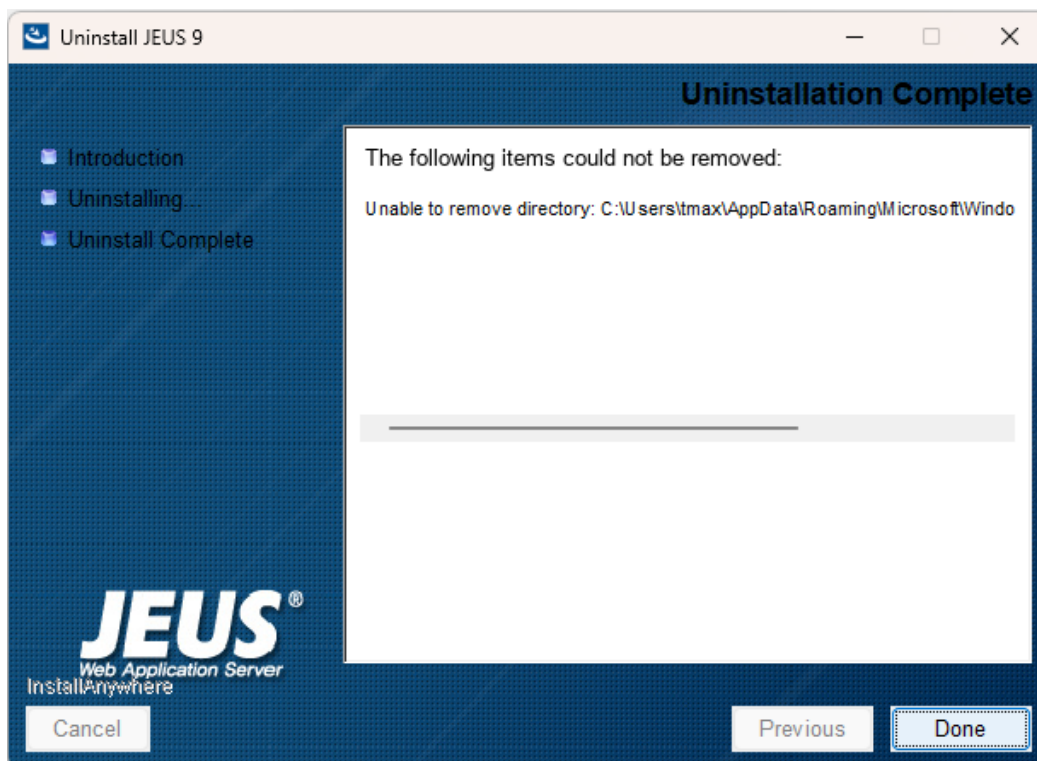 Uninstall JEUS 9
Uninstallation Complete
Introduction
Uninstalling...
Uninstall Complete
The following items could not be removed:
Unable to remove directory: C:\Users\tmax\AppData\Roaming\Microsoft\Windo
JEUS®
Web Application Server
InstallAnywhere
Cancel
Previous
Done